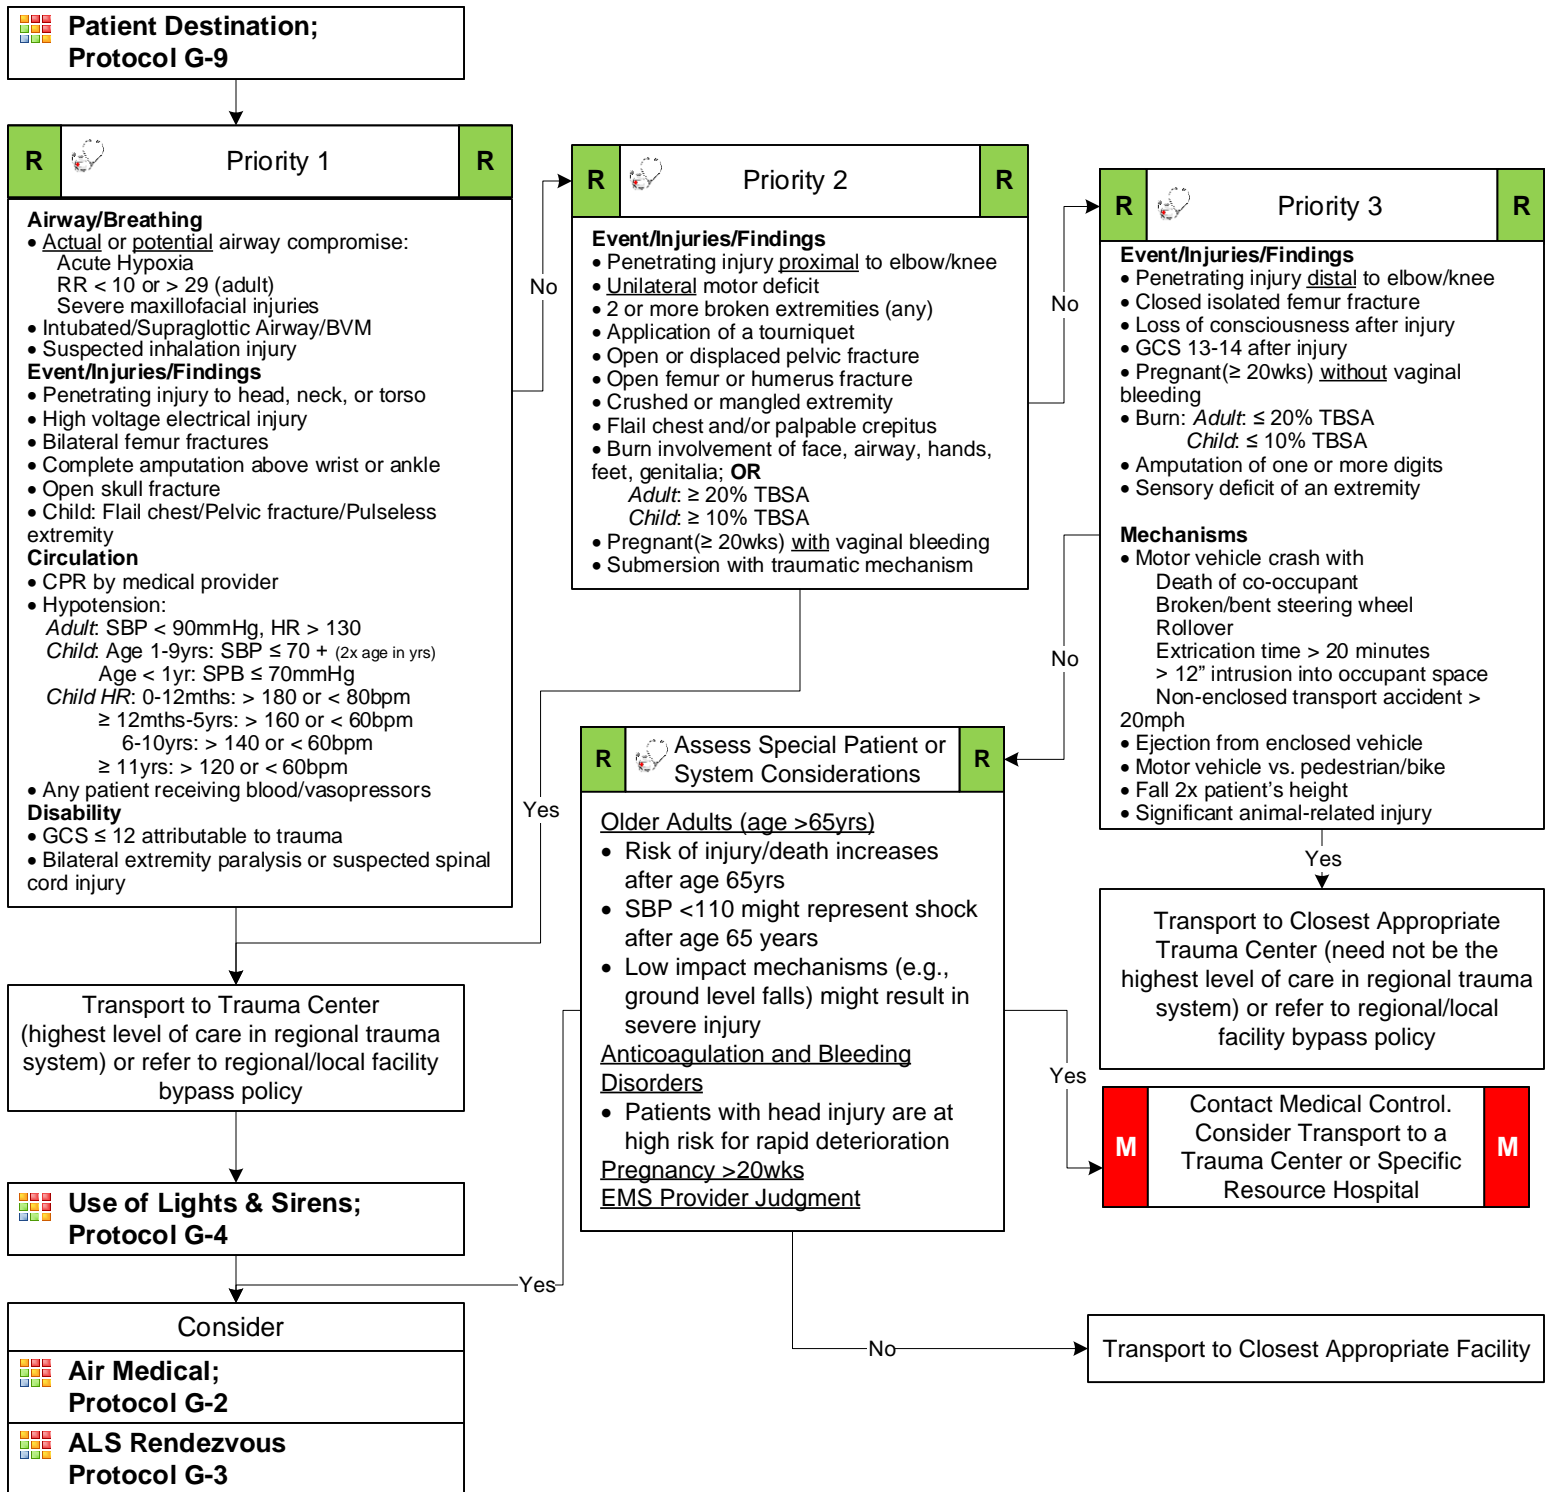 Patient Destination;
Protocol G-9
R
Priority 1
R
Airway/Breathing
• Actual or potential airway compromise:
Acute Hypoxia
RR < 10 or > 29 (adult)
Severe maxillofacial injuries
• Intubated/Supraglottic Airway/BVM
• Suspected inhalation injury
Event/Injuries/Findings
• Penetrating injury to head, neck, or torso
• High voltage electrical injury
• Bilateral femur fractures
• Complete amputation above wrist or ankle
• Open skull fracture
• Child: Flail chest/Pelvic fracture/Pulseless
extremity
Circulation
• CPR by medical provider
• Hypotension:
Adult: SBP < 90mmHg, HR > 130
Child: Age 1-9yrs: SBP ≤ 70 + (2x age in yrs)
Age < 1yr: SPB ≤ 70mmHg
Child HR: 0-12mths: > 180 or < 80bpm
≥ 12mths-5yrs: > 160 or < 60bpm
6-10yrs: > 140 or < 60bpm
≥ 11yrs: > 120 or < 60bpm
• Any patient receiving blood/vasopressors
Disability
• GCS ≤ 12 attributable to trauma
• Bilateral extremity paralysis or suspected spinal
cord injury
No
R
Priority 2
R
Event/Injuries/Findings
• Penetrating injury proximal to elbow/knee
• Unilateral motor deficit
• 2 or more broken extremities (any)
• Application of a tourniquet
• Open or displaced pelvic fracture
• Open femur or humerus fracture
• Crushed or mangled extremity
• Flail chest and/or palpable crepitus
• Burn involvement of face, airway, hands,
feet, genitalia; OR
Adult: ≥ 20% TBSA
Child: ≥ 10% TBSA
• Pregnant(≥ 20wks) with vaginal bleeding
• Submersion with traumatic mechanism
No
R
Priority 3
R
Event/Injuries/Findings
• Penetrating injury distal to elbow/knee
• Closed isolated femur fracture
• Loss of consciousness after injury
• GCS 13-14 after injury
• Pregnant(≥ 20wks) without vaginal
bleeding
• Burn: Adult: ≤ 20% TBSA
Child: ≤ 10% TBSA
• Amputation of one or more digits
• Sensory deficit of an extremity
Mechanisms
• Motor vehicle crash with
Death of co-occupant
Broken/bent steering wheel
Rollover
Extrication time > 20 minutes
> 12” intrusion into occupant space
Non-enclosed transport accident >
20mph
• Ejection from enclosed vehicle
• Motor vehicle vs. pedestrian/bike
• Fall 2x patient’s height
• Significant animal-related injury
No
Yes
Yes
R
Assess Special Patient or
System Considerations
R
Older Adults (age >65yrs)
• Risk of injury/death increases
after age 65yrs
• SBP <110 might represent shock
after age 65 years
• Low impact mechanisms (e.g.,
ground level falls) might result in
severe injury
Anticoagulation and Bleeding
Disorders
• Patients with head injury are at
high risk for rapid deterioration
Pregnancy >20wks
EMS Provider Judgment
Transport to Closest Appropriate
Trauma Center (need not be the
highest level of care in regional trauma
system) or refer to regional/local
facility bypass policy
Yes
M
Contact Medical Control.
Consider Transport to a
Trauma Center or Specific
Resource Hospital
M
Transport to Trauma Center
(highest level of care in regional trauma
system) or refer to regional/local facility
bypass policy
Use of Lights & Sirens;
Protocol G-4
Yes
No
Transport to Closest Appropriate Facility
Consider
Air Medical;
Protocol G-2
ALS Rendezvous
Protocol G-3